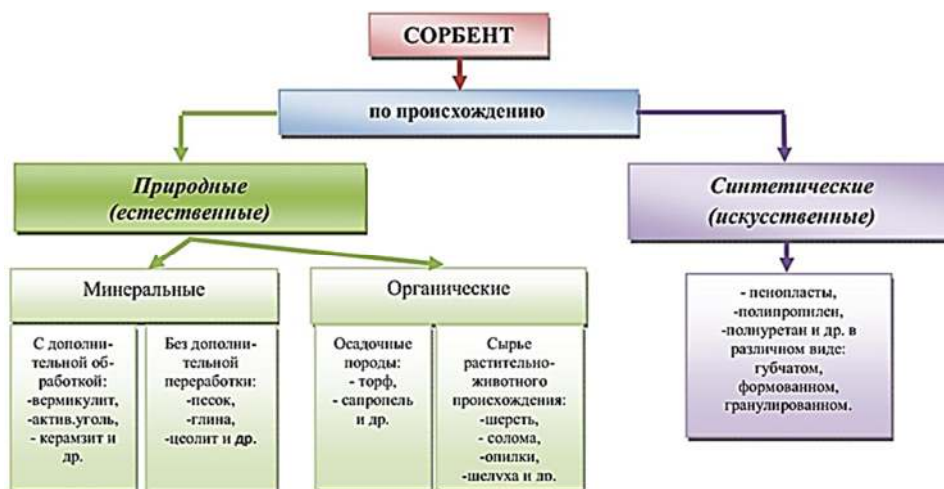 СОРБЕНТ
по происхождению
Природные
(естественные)
Синтетические
(искусственные)
Минеральные
Органические
С дополни-
тельной об-
работкой:
-вермикулит,
-актив.уголь,
- керамзит и
др.
Без дополни-
тельной
переработки:
-песок,
-глина,
-цеолит и др.
Осадочные
породы:
- торф,
- сапропель
и др.
Сырье
растительно-
животного
происхождения:
-шерсть,
- солома,
-опилки,
-шелуха и др.
- пенопласты,
-полипропилен,
-полиуретан и др. в
различном виде:
губчатом,
формованном,
гранулированном.